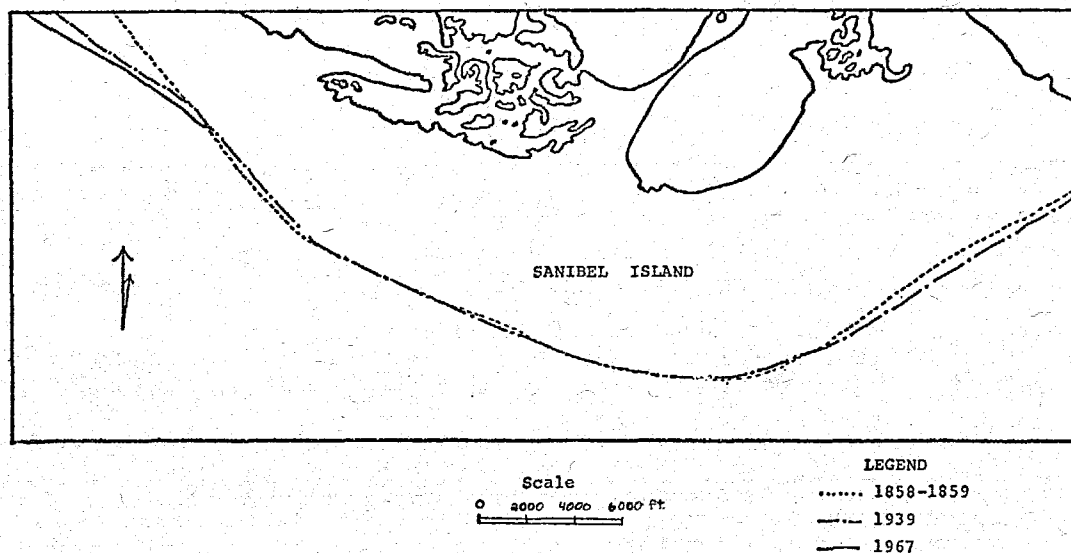 SANIBEL ISLAND
Scale
0 2000 4000 6000 ft.
LEGEND
1858-1859
1939
1967